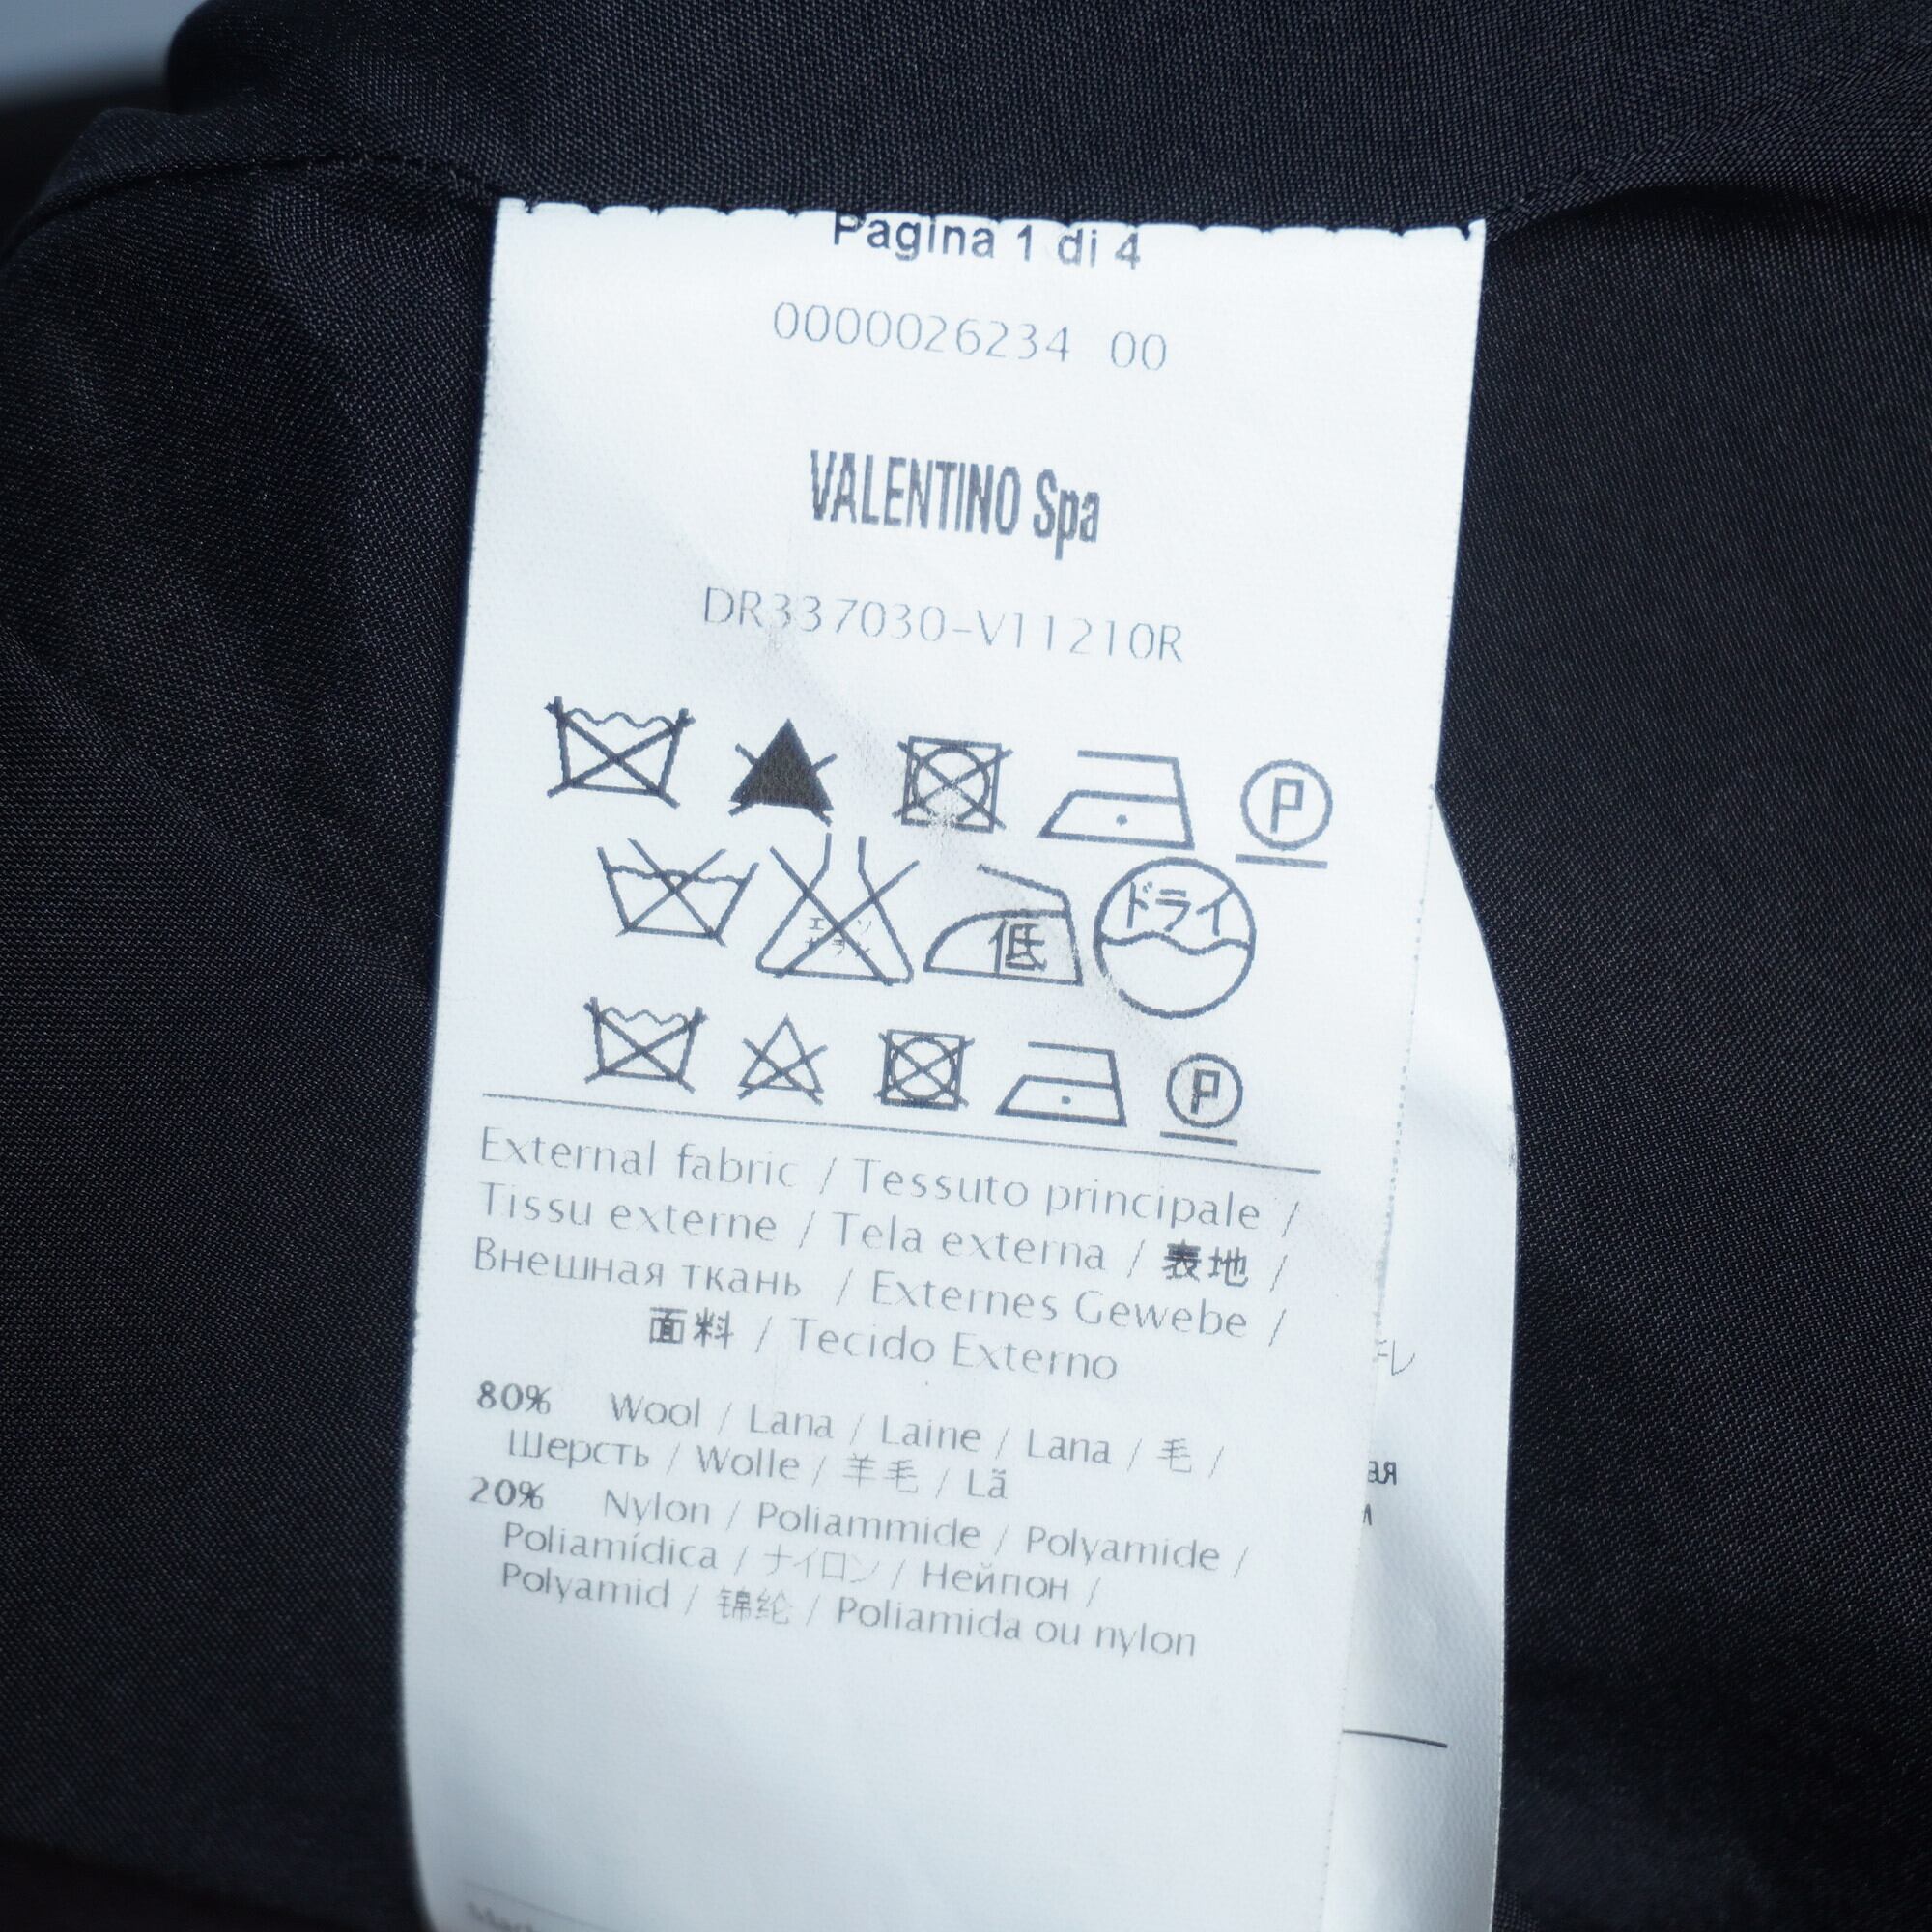 Pagina 1 di 4
0000026234 00
VALENTINO Spa
DR337030-V11210R
P
低 ドライ
P
External fabric / Tessuto principale /
Tissu externe / Tela externa / 表地 /
Внешная ткань / Externes Gewebe /
面料 / Tecido Externo
80% Wool / Lana / Laine / Lana / 毛 /
Шерсть / Wolle / 羊毛 / Lã
20% Nypon / Poliammide / Polyamide /
Poliamídica / ナイロン / Нейпон /
Polyamid / 锦纶 / Poliamida ou nylon